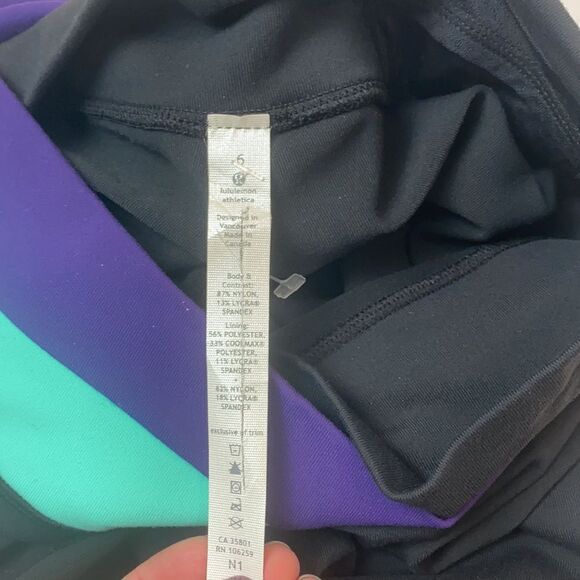 6
lululemon
athletica
Designed in
Vancouver
Made in
Canada
Body &
Contrast:
87% NYLON,
13% LYCRA®
SPANDEX
Lining:
56% POLYESTER,
33% COOLMAX®
POLYESTER,
11% LYCRA®
SPANDEX
82% NYLON,
18% LYCRA®
SPANDEX
exclusive of trim
CA 35801
RN 106259
N1